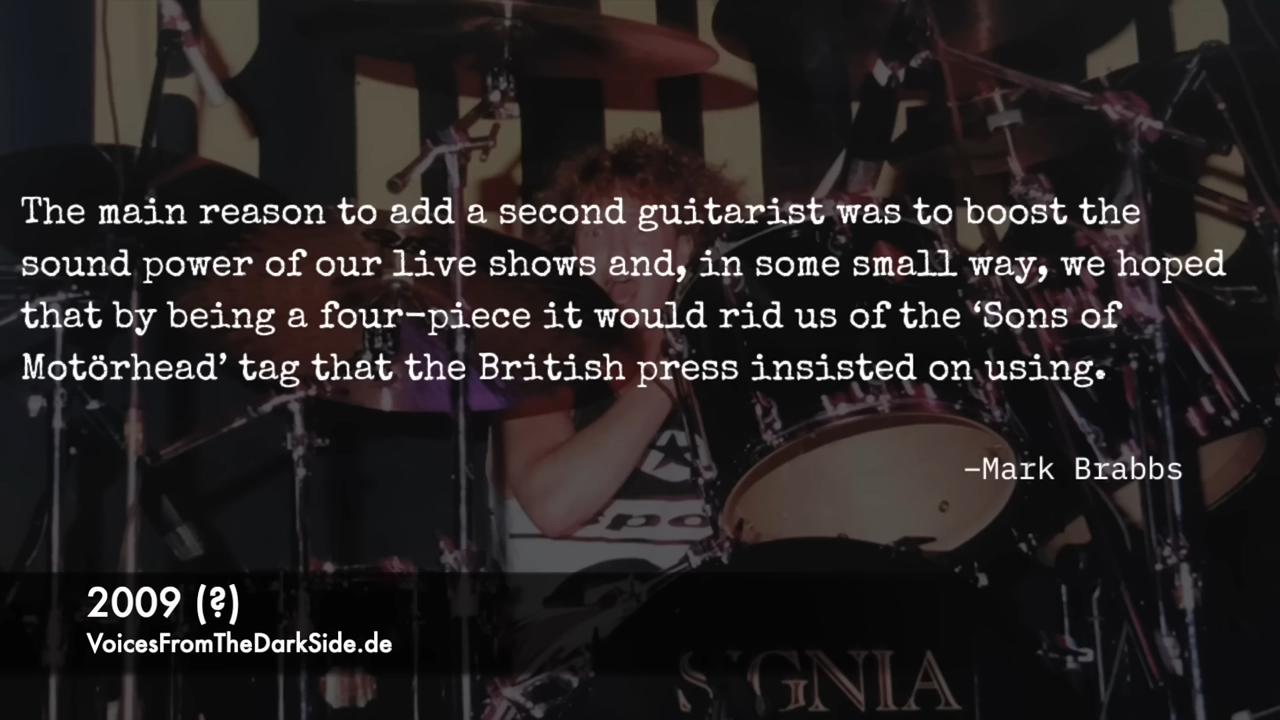 The main reason to add a second guitarist was to boost the
sound power of our live shows and, in some small way, we hoped
that by being a four-piece it would rid us of the ‘Sons of
Motörhead’ tag that the British press insisted on using.
–Mark Brabbs
2009 (?)
VoicesFromTheDarkSide.de